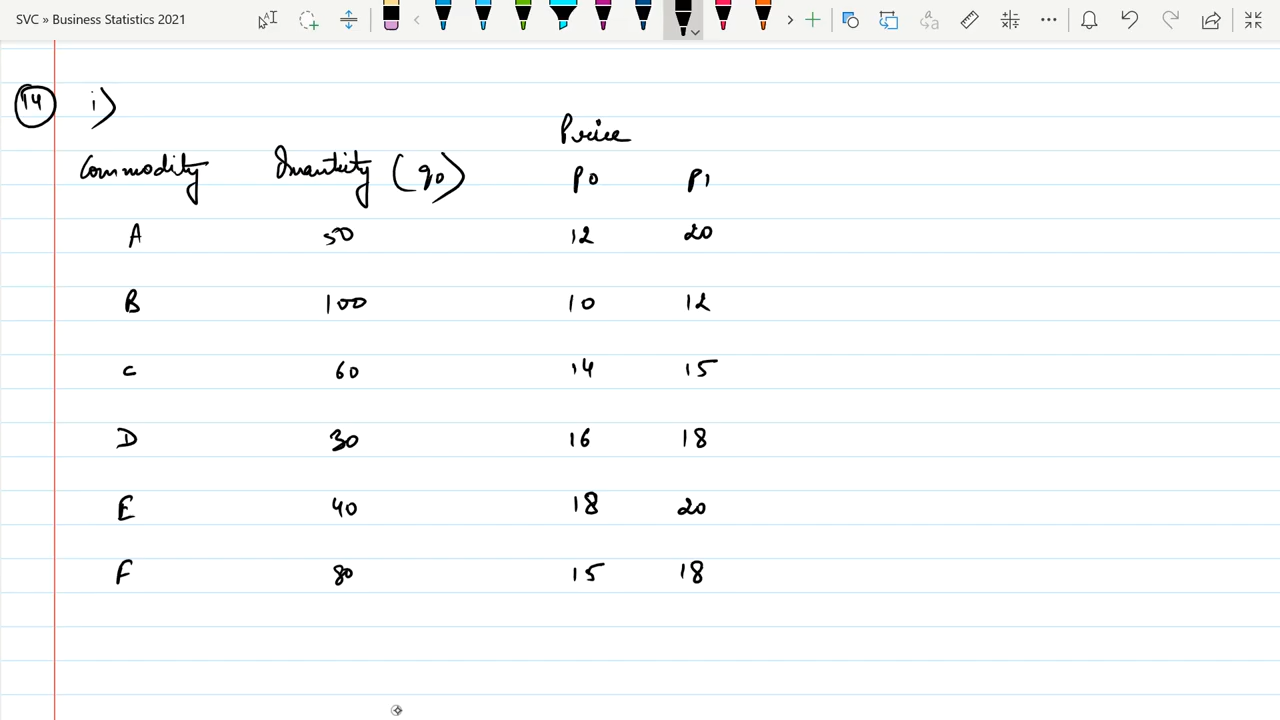 SVC » Business Statistics 2021
14 i)
Price
Commodity Quantity (q0) p0 p1
A 50 12 20
B 100 10 12
C 60 14 15
D 30 16 18
E 40 18 20
F 80 15 18